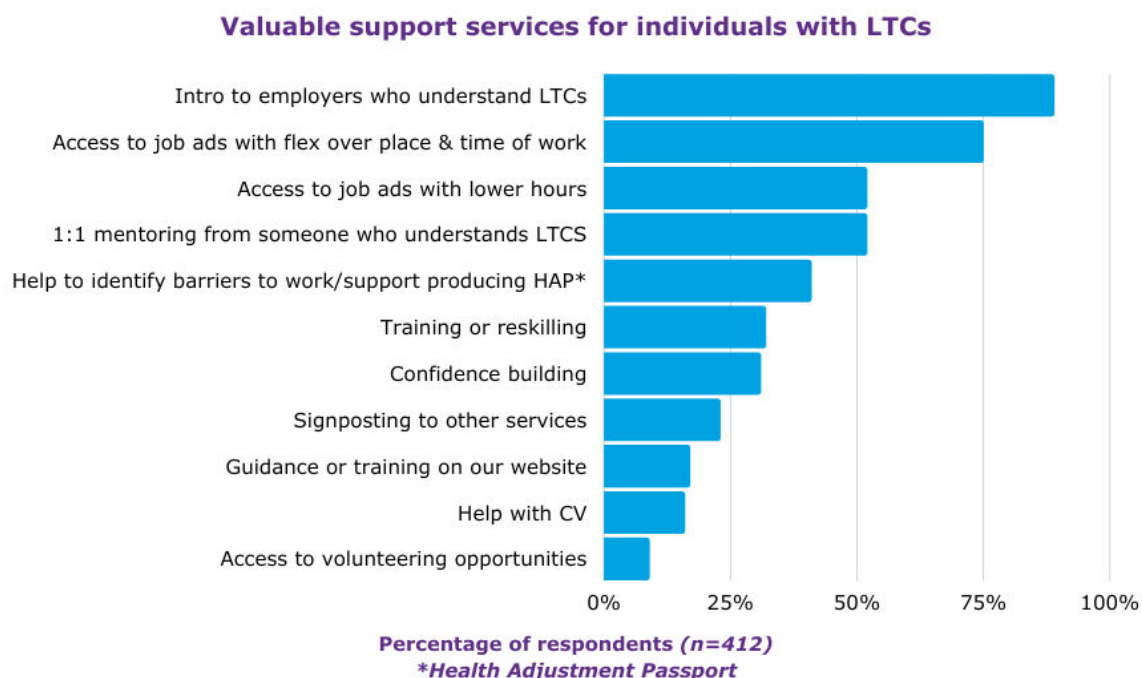 Valuable support services for individuals with LTCs
Intro to employers who understand LTCs
Access to job ads with flex over place & time of work
Access to job ads with lower hours
1:1 mentoring from someone who understands LTCS
Help to identify barriers to work/support producing HAP*
Training or reskilling
Confidence building
Signposting to other services
Guidance or training on our website
Help with CV
Access to volunteering opportunities
0% 25% 50% 75% 100%
Percentage of respondents (n=412)
*Health Adjustment Passport